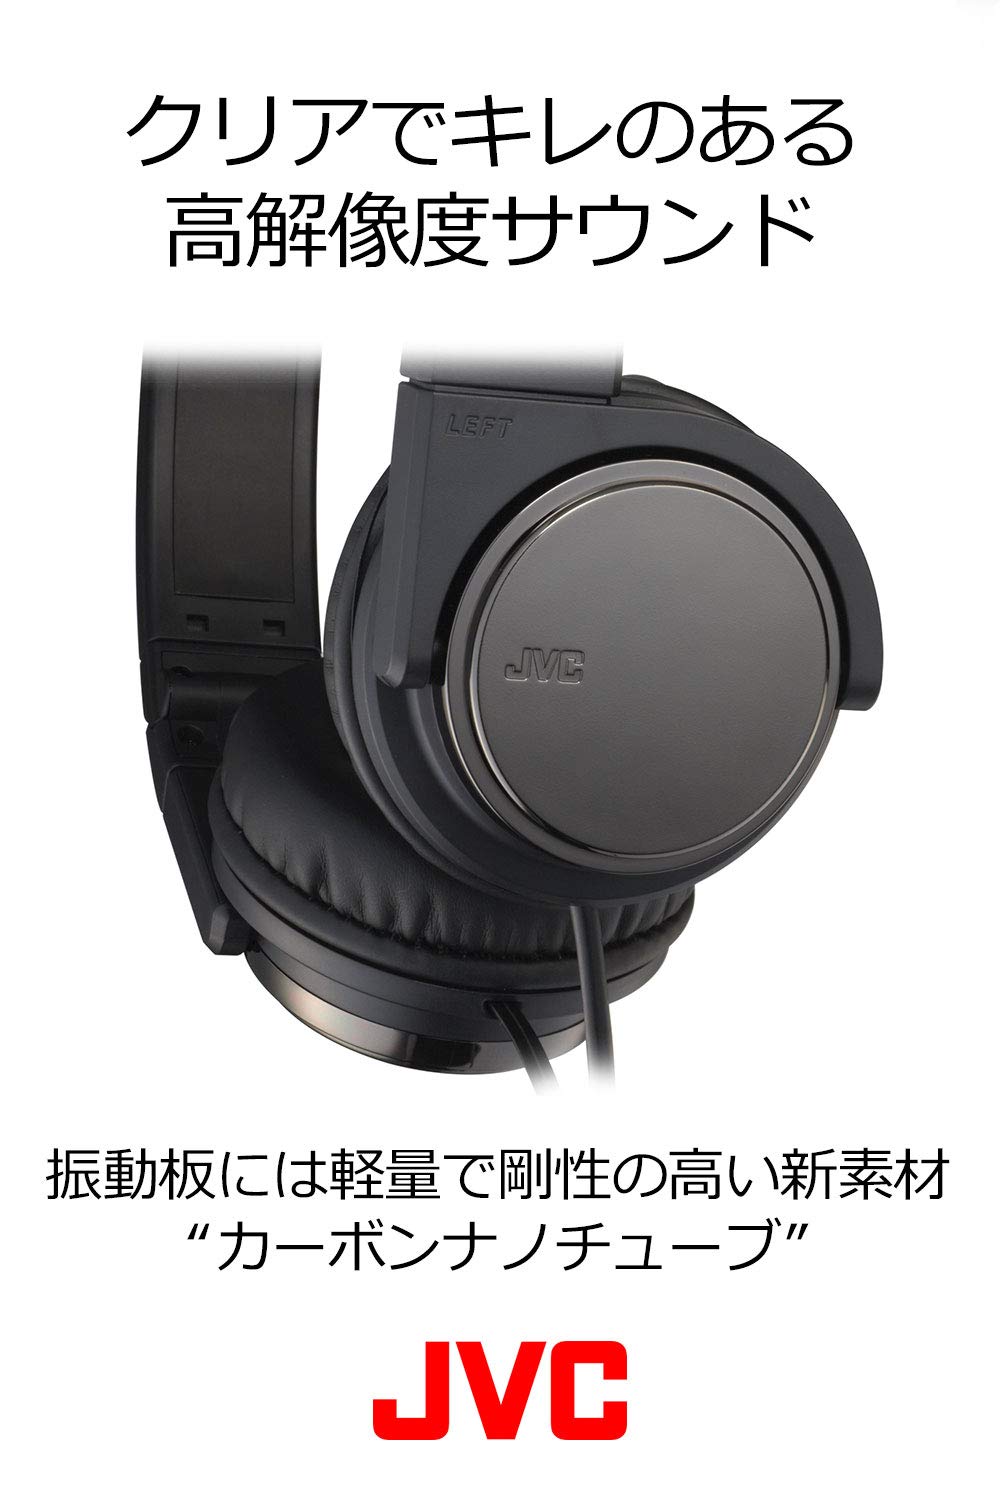 クリアでキレのある
高解像度サウンド
LEFT
JVC
振動板には軽量で剛性の高い新素材
“カーボンナノチューブ”
JVC